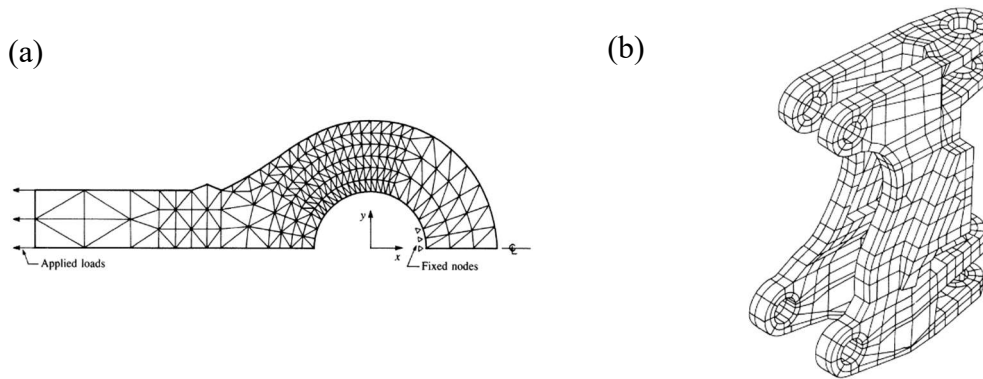 (a)
(b)
y
x
Applied loads
Fixed nodes
℄